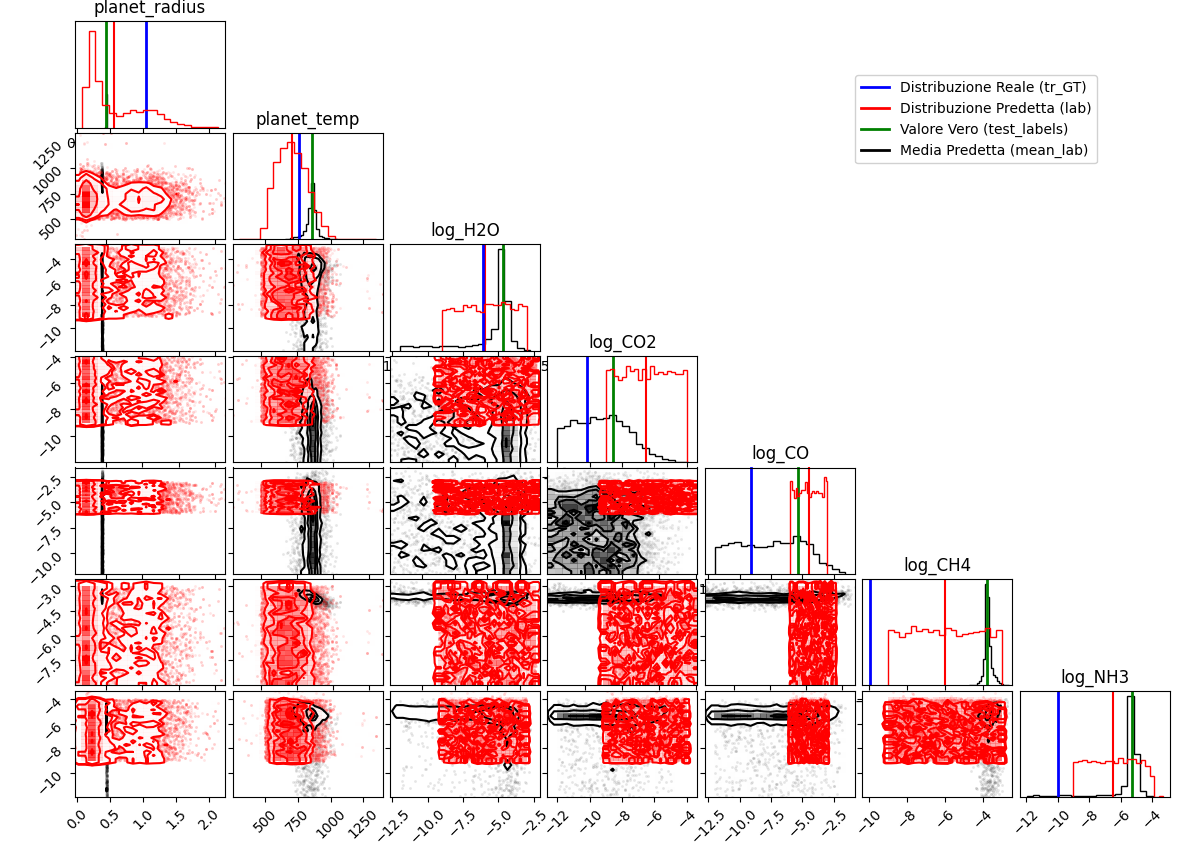 planet_radius
planet_temp
log_H2O
log_CO2
log_CO
log_CH4
log_NH3
Distribuzione Reale (tr_GT)
Distribuzione Predetta (lab)
Valore Vero (test_labels)
Media Predetta (mean_lab)
1250
1000
750
500
−4
−6
−8
−10
−4
−6
−8
−10
−2.5
−5.0
−7.5
−10.0
−3.0
−4.5
−6.0
−7.5
−4
−6
−8
−10
0.0 0.5 1.0 1.5 2.0
500 750 1000 1250
−12.5 −10.0 −7.5 −5.0 −2.5
−10 −8 −6 −4
−12.5 −10.0 −7.5 −5.0 −2.5
−10 −8 −6 −4
−12 −10 −8 −6 −4